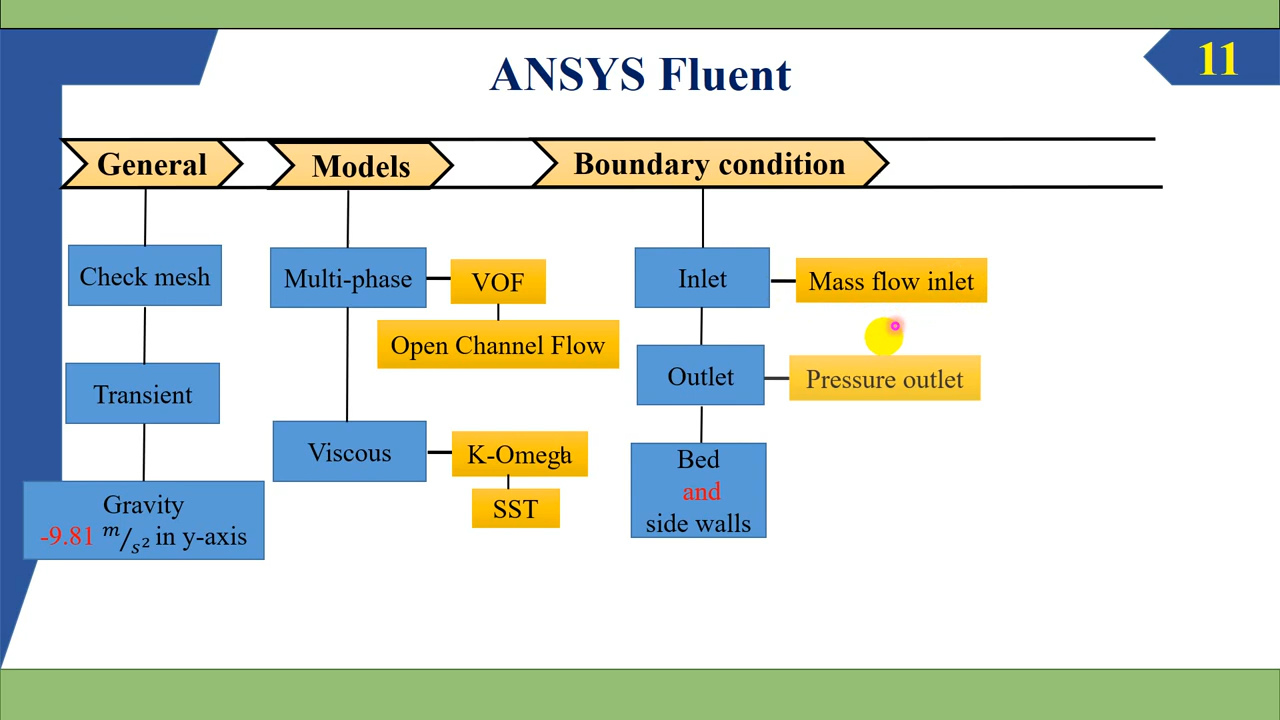 ANSYS Fluent
11
General
Models
Boundary condition
Check mesh
Transient
Gravity
-9.81 m/s² in y-axis
Multi-phase
VOF
Open Channel Flow
Viscous
K-Omega
SST
Inlet
Mass flow inlet
Outlet
Pressure outlet
Bed
and
side walls